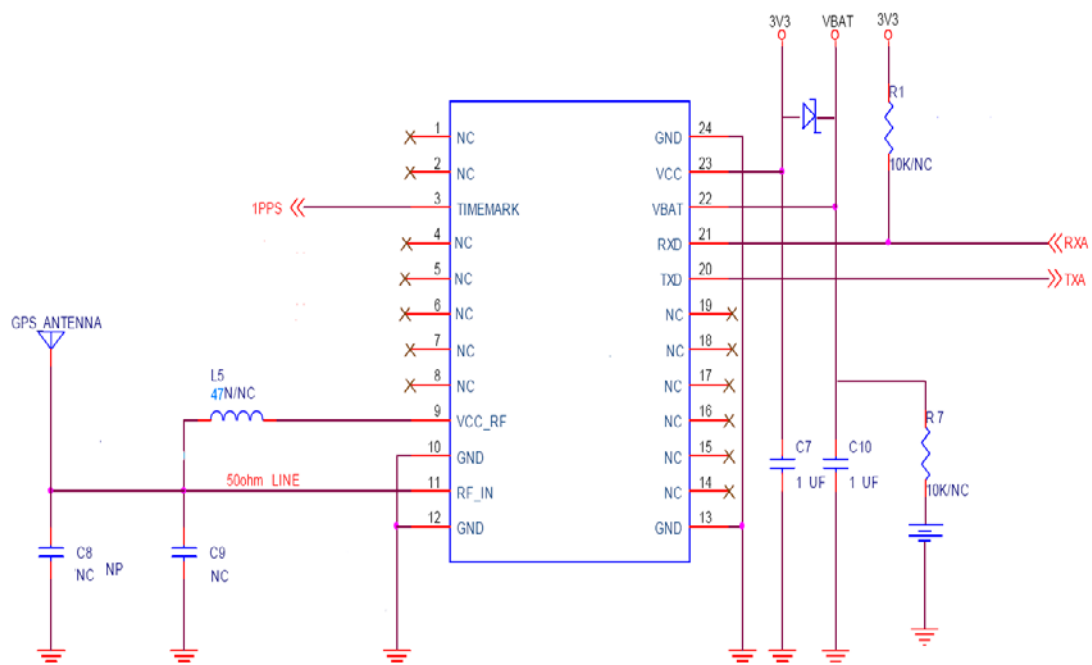 3V3 VBAT 3V3
R1
10K/NC
1 NC GND 24
2 NC VCC 23
1PPS 3 TIMEMARK VBAT 22
4 NC RXD 21 RXA
5 NC TXD 20 TXA
6 NC NC 19
GPS_ANTENNA
7 NC NC 18
L5
47N/NC
8 NC NC 17
9 VCC_RF NC 16
R7
10 GND NC 15
C7 C10
50ohm LINE 11 RF_IN NC 14
1 UF 1 UF 10K/NC
12 GND GND 13
C8 C9
NC NP NC